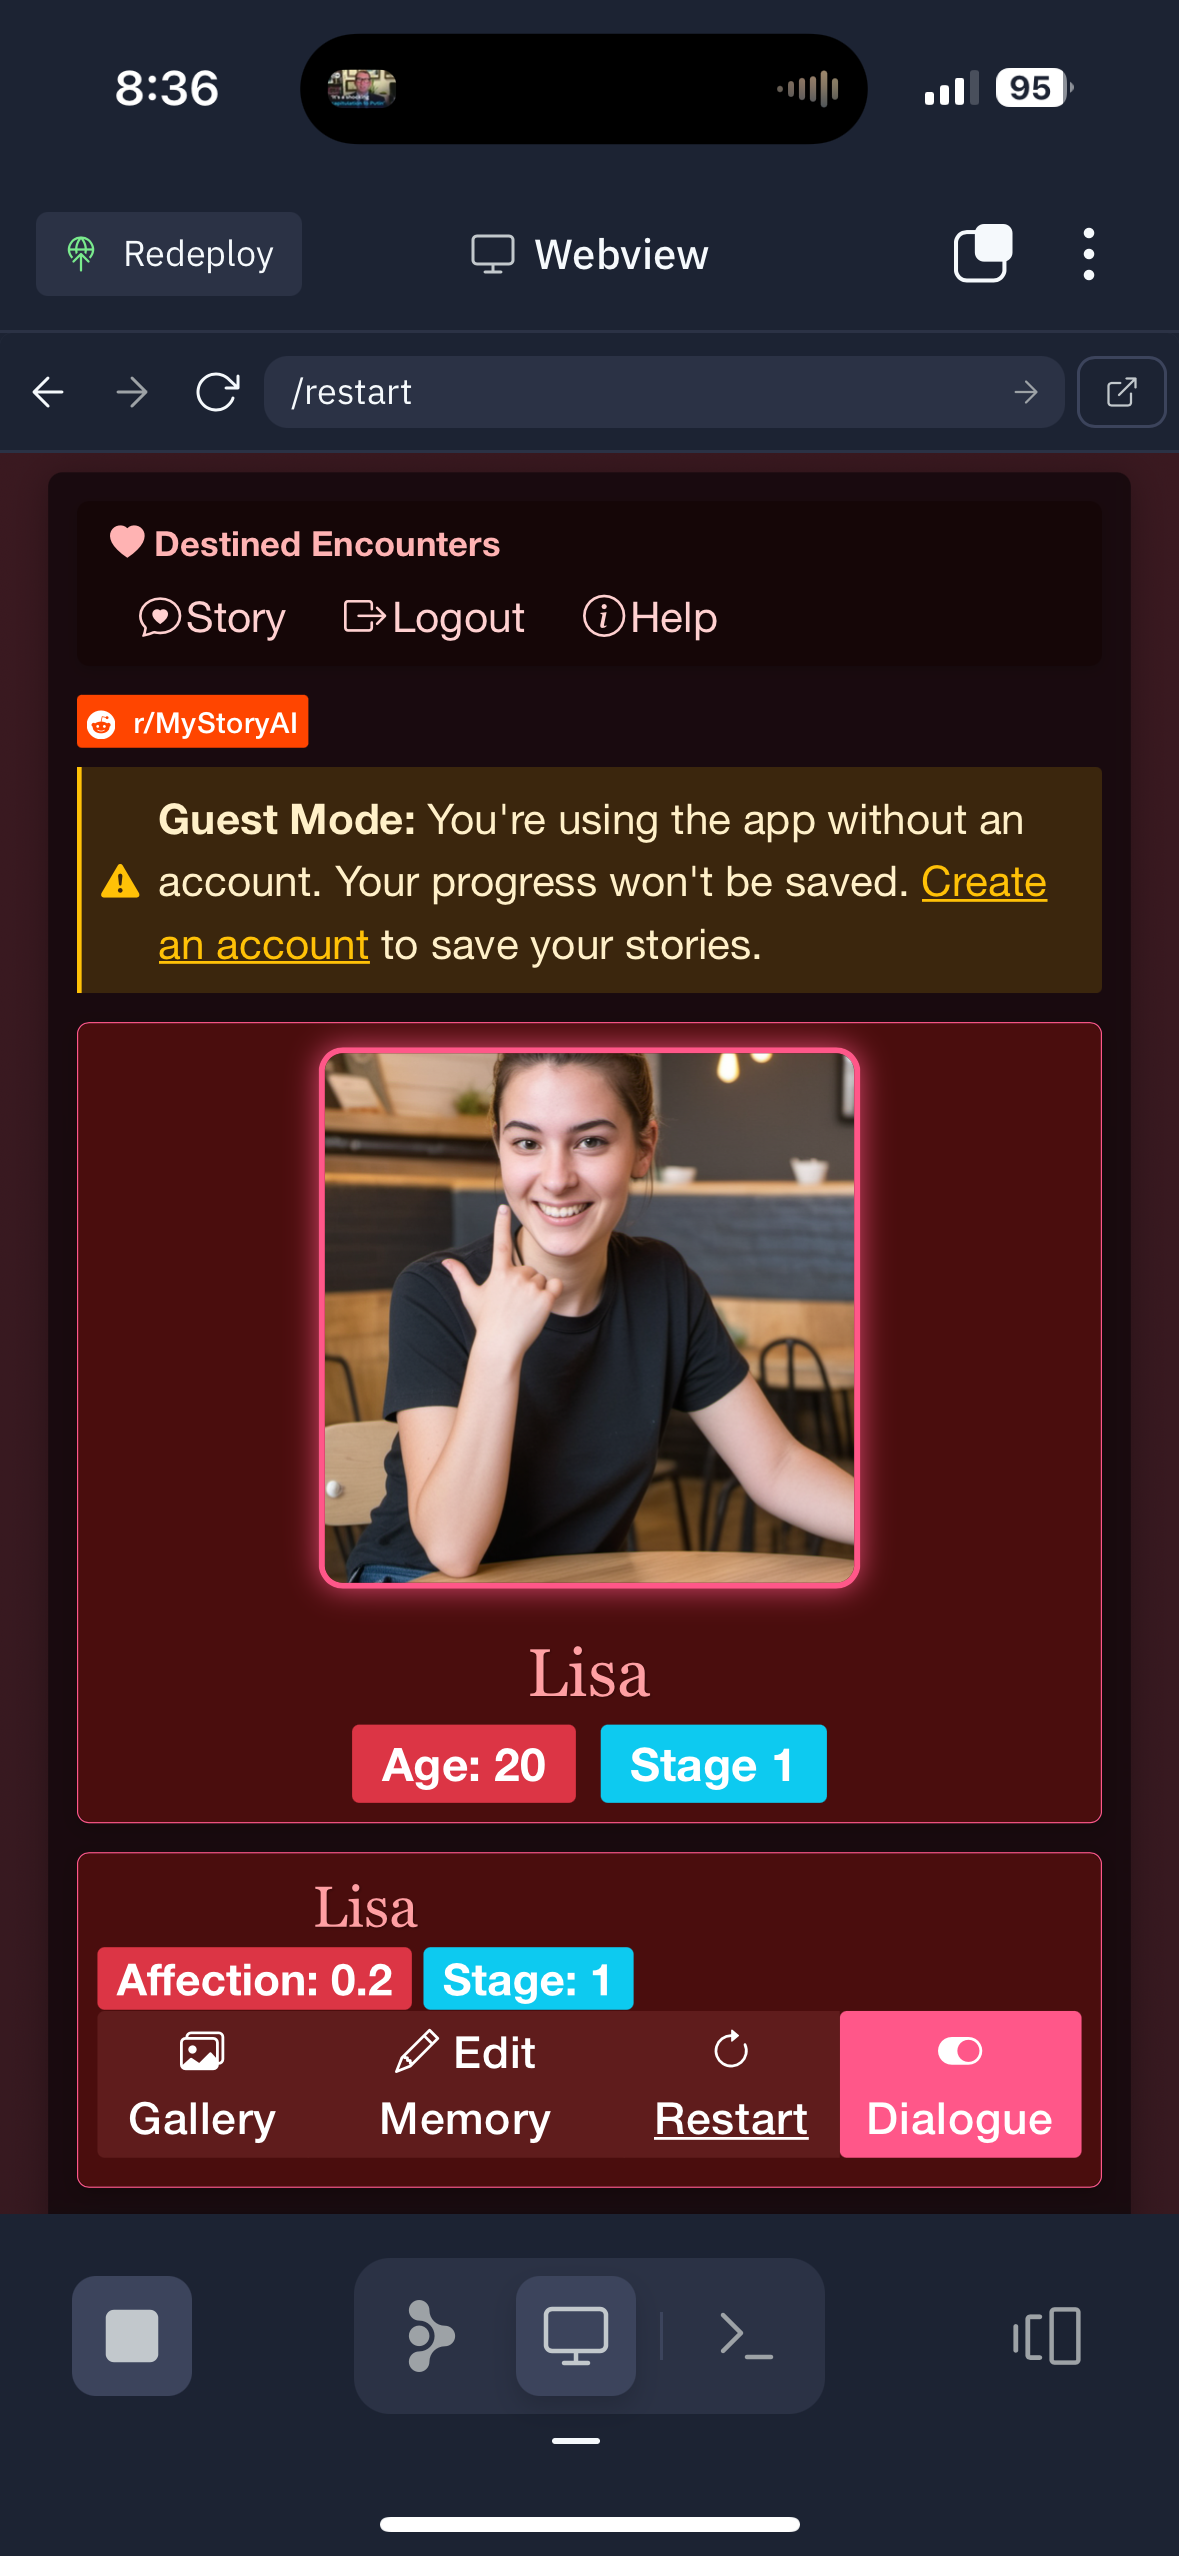 8:36
95
Redeploy
Webview
/restart
Destined Encounters
Story
Logout
Help
r/MyStoryAI
Guest Mode: You're using the app without an
account. Your progress won't be saved. Create
an account to save your stories.
Lisa
Age: 20
Stage 1
Lisa
Affection: 0.2
Stage: 1
Gallery
Edit
Memory
Restart
Dialogue